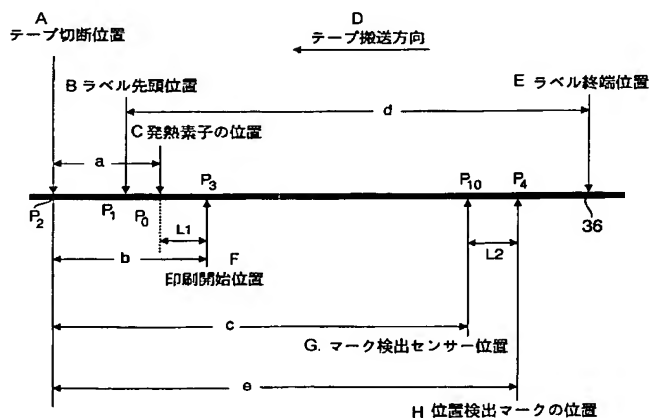 A
テープ切断位置
D
テープ搬送方向
B ラベル先頭位置
E ラベル終端位置
d
C 発熱素子の位置
a
P3
P10
P4
P2
P1
P0
36
L1
L2
b
F
印刷開始位置
c
G. マーク検出センサー位置
e
H 位置検出マークの位置